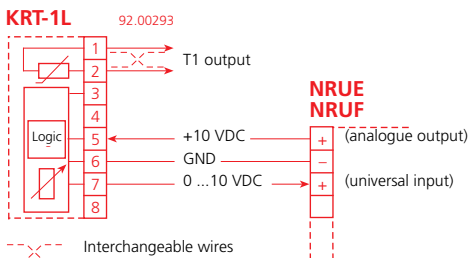 KRT-1L
92.00293
1
2
3
4
5
6
7
8
Logic
T1 output
NRUE
NRUF
+10 VDC
+ (analogue output)
GND
–
0 ...10 VDC
+ (universal input)
Interchangeable wires